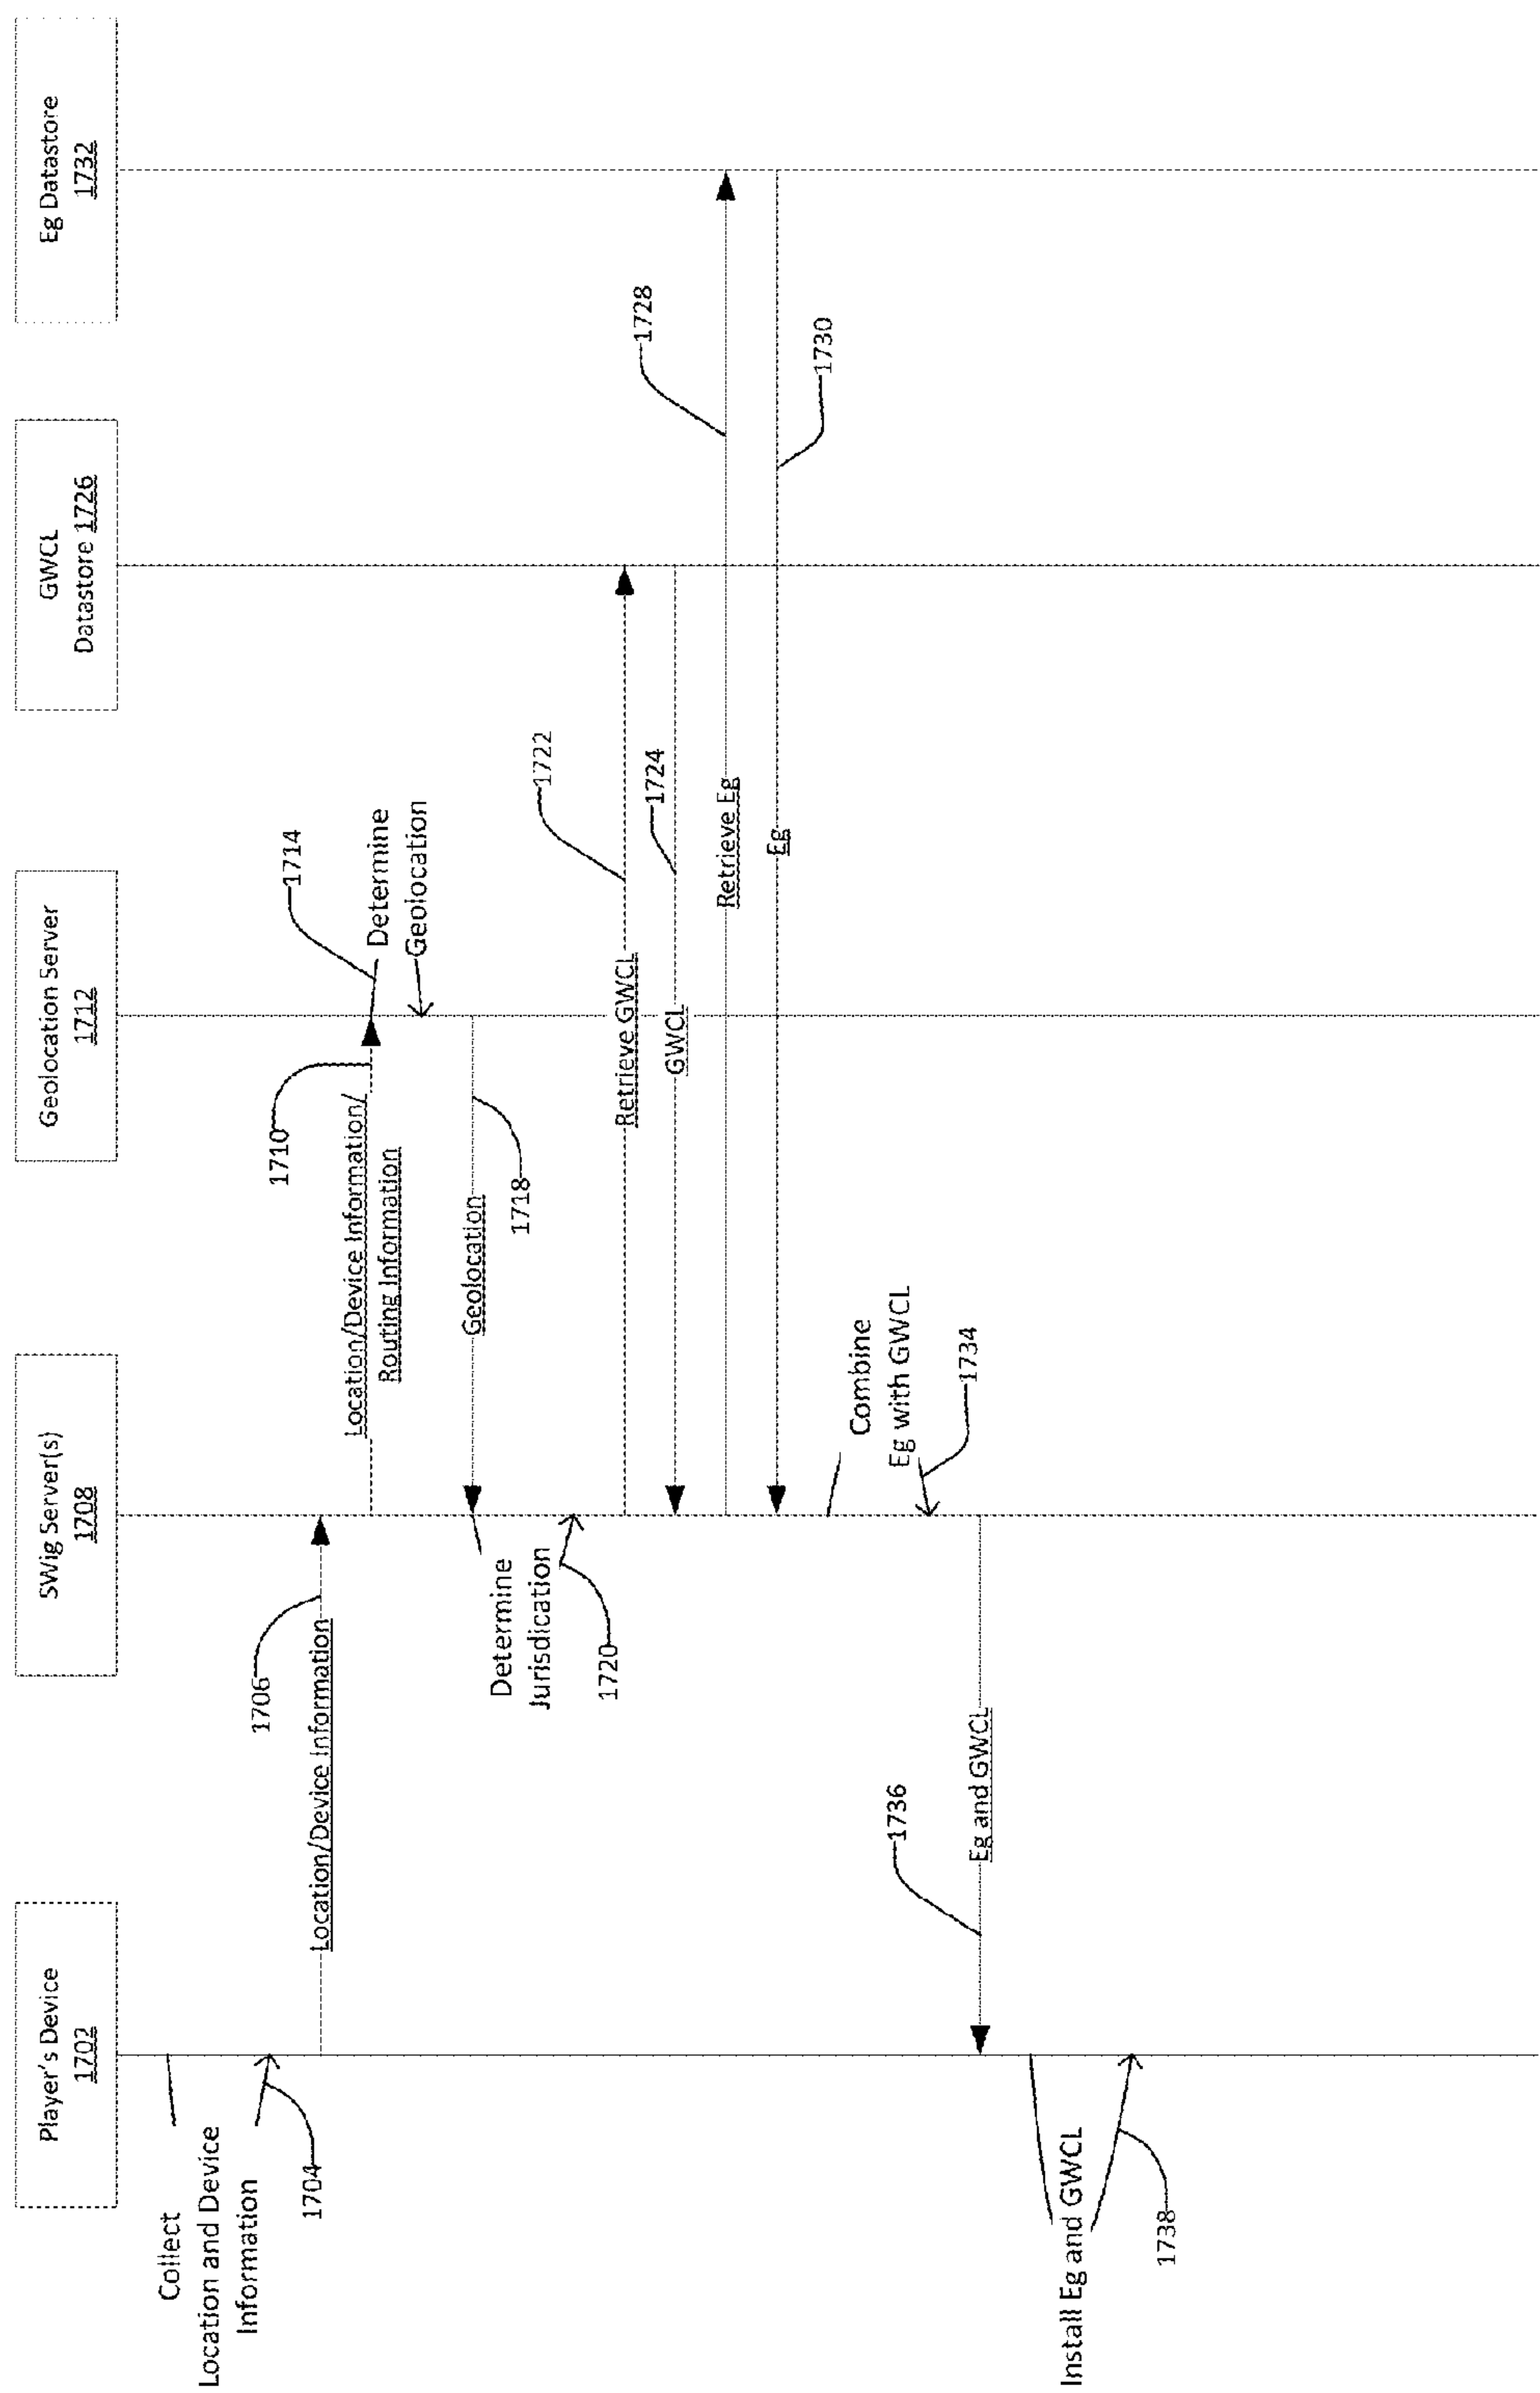 Player's Device
1702
SWig Server(s)
1708
Geolocation Server
1712
GWCL
Datastore 1726
Eg Datastore
1732
Collect
Location and Device
Information
1704
1706
Location/Device Information
1710
Location/Device Information/
Routing Information
1714
Determine
Geolocation
Geolocation
1718
Determine
Jurisdication
1720
1722
Retrieve GWCL
1724
GWCL
1728
Retrieve Eg
1730
Eg
Combine
Eg with GWCL
1734
1736
Eg and GWCL
Install Eg and GWCL
1738